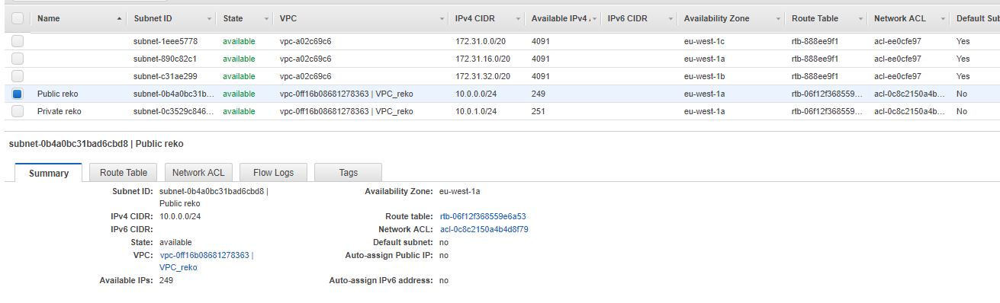 Name Subnet ID State VPC IPv4 CIDR Available IPv4 IPv6 CIDR Availability Zone Route Table Network ACL Default Sub
subnet-1eee5778 available vpc-a02c69c6 172.31.0.0/20 4091 eu-west-1c rtb-888ee9f1 acl-ee0cfe97 Yes
subnet-890c82c1 available vpc-a02c69c6 172.31.16.0/20 4091 eu-west-1a rtb-888ee9f1 acl-ee0cfe97 Yes
subnet-c31ae299 available vpc-a02c69c6 172.31.32.0/20 4091 eu-west-1b rtb-888ee9f1 acl-ee0cfe97 Yes
Public reko subnet-0b4a0bc31b... available vpc-0ff16b08681278363 | VPC_reko 10.0.0.0/24 249 eu-west-1a rtb-06f12f368559... acl-0c8c2150a4b... No
Private reko subnet-0c3529c846... available vpc-0ff16b08681278363 | VPC_reko 10.0.1.0/24 251 eu-west-1a rtb-06f12f368559... acl-0c8c2150a4b... No
subnet-0b4a0bc31bad6cbd8 | Public reko
Summary Route Table Network ACL Flow Logs Tags
Subnet ID: subnet-0b4a0bc31bad6cbd8 | Availability Zone: eu-west-1a
Public reko
IPv4 CIDR: 10.0.0.0/24 Route table: rtb-06f12f368559e6a53
IPv6 CIDR: Network ACL: acl-0c8c2150a4b4d8f79
State: available Default subnet: no
VPC: vpc-0ff16b08681278363 | Auto-assign Public IP: no
VPC_reko
Available IPs: 249 Auto-assign IPv6 address: no